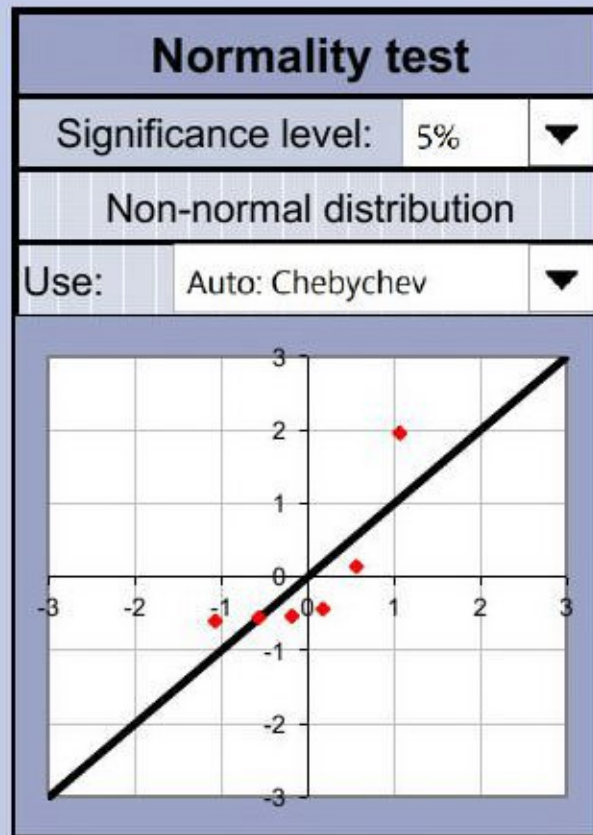 Normality test
Significance level: 5%
Non-normal distribution
Use: Auto: Chebychev
3
2
1
0
-3 -2 -1 0 1 2 3
-1
-2
-3